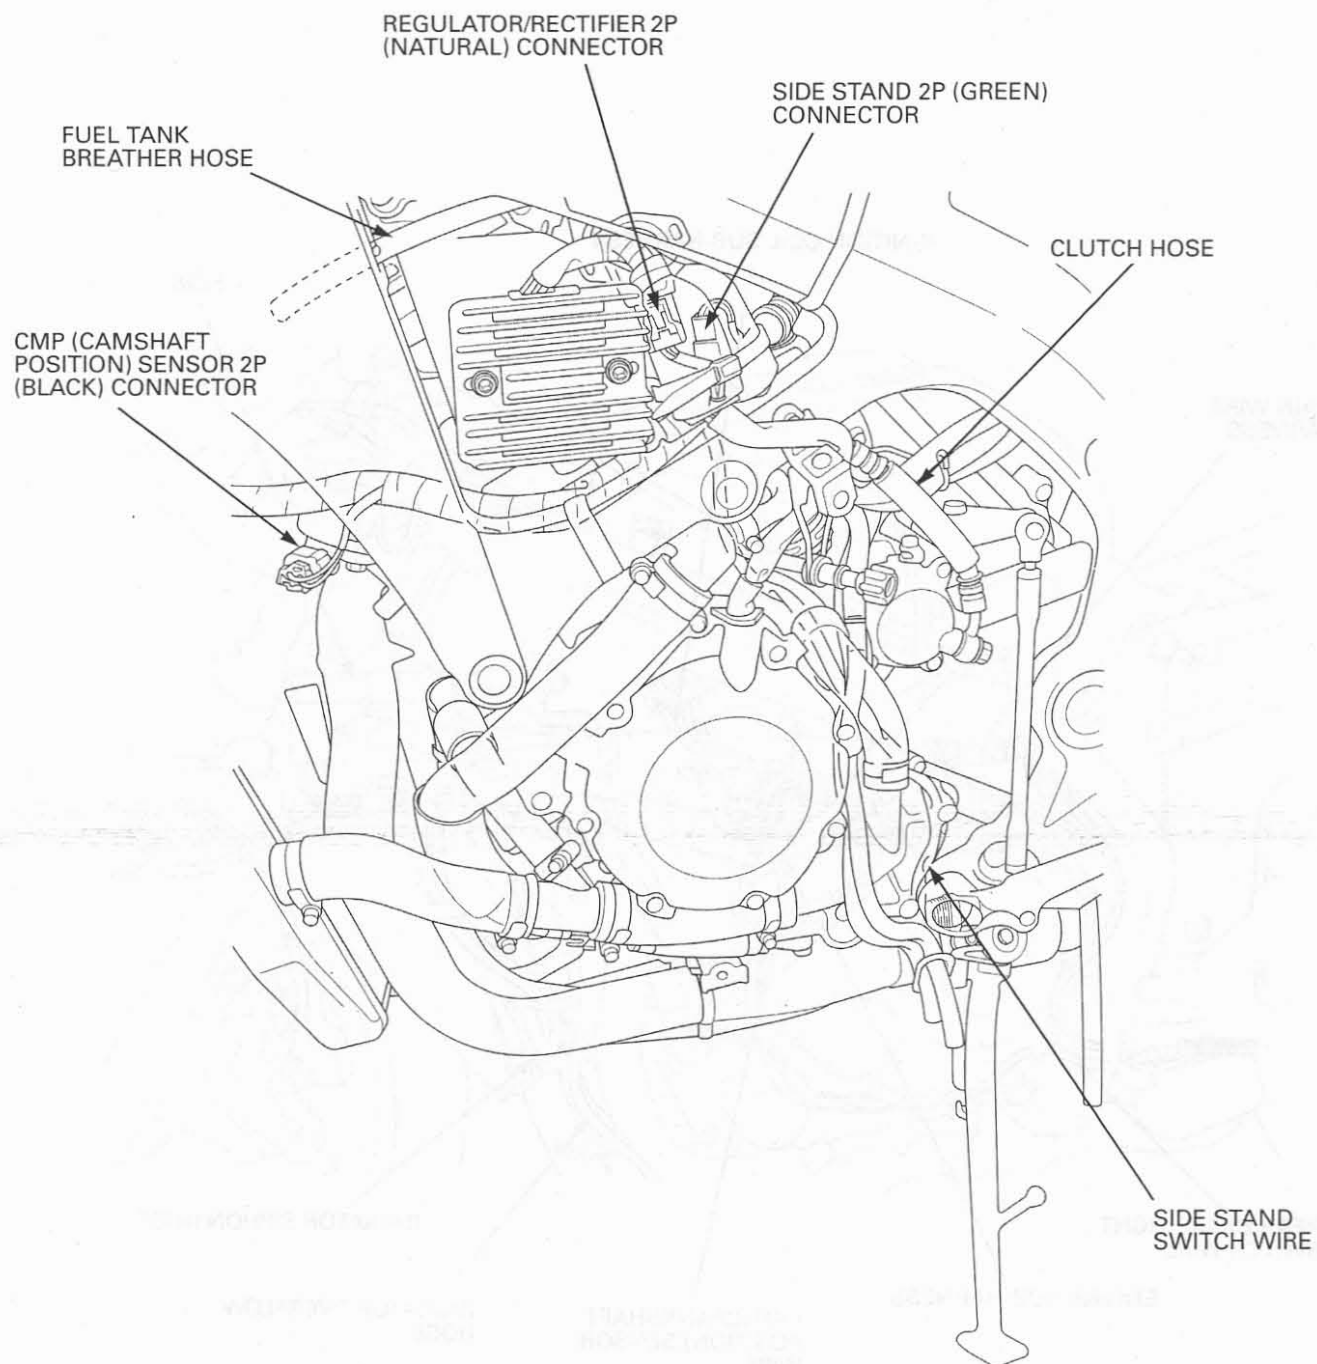 REGULATOR/RECTIFIER 2P
(NATURAL) CONNECTOR
SIDE STAND 2P (GREEN)
CONNECTOR
FUEL TANK
BREATHER HOSE
CLUTCH HOSE
CMP (CAMSHAFT
POSITION) SENSOR 2P
(BLACK) CONNECTOR
SIDE STAND
SWITCH WIRE